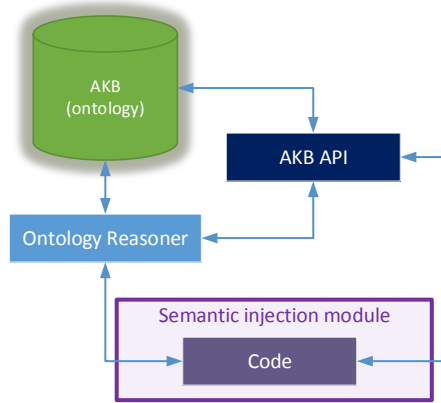 AKB
(ontology)
AKB API
Ontology Reasoner
Semantic injection module
Code